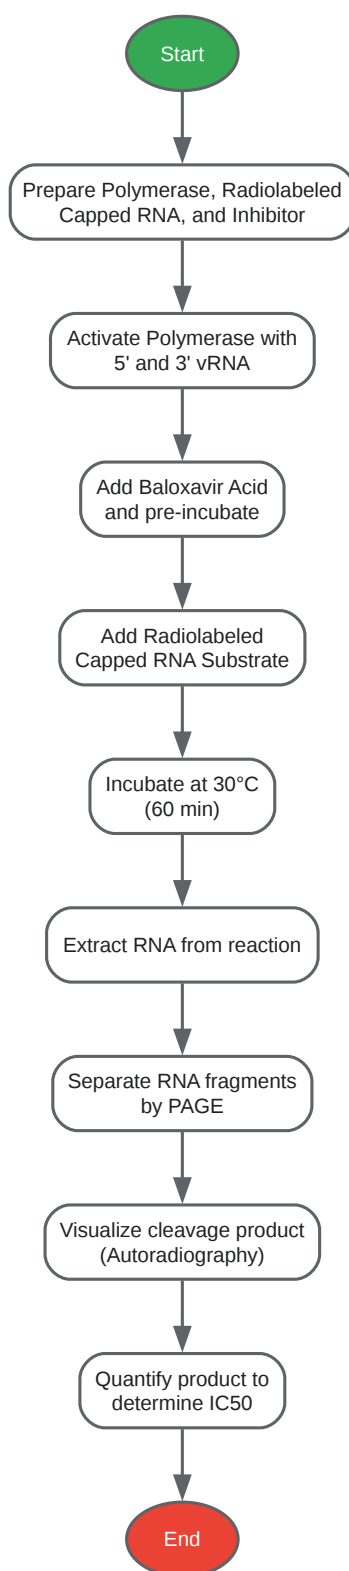 Start
Prepare Polymerase, Radiolabeled
Capped RNA, and Inhibitor
Activate Polymerase with
5' and 3' vRNA
Add Baloxavir Acid
and pre-incubate
Add Radiolabeled
Capped RNA Substrate
Incubate at 30°C
(60 min)
Extract RNA from reaction
Separate RNA fragments
by PAGE
Visualize cleavage product
(Autoradiography)
Quantify product to
determine IC50
End